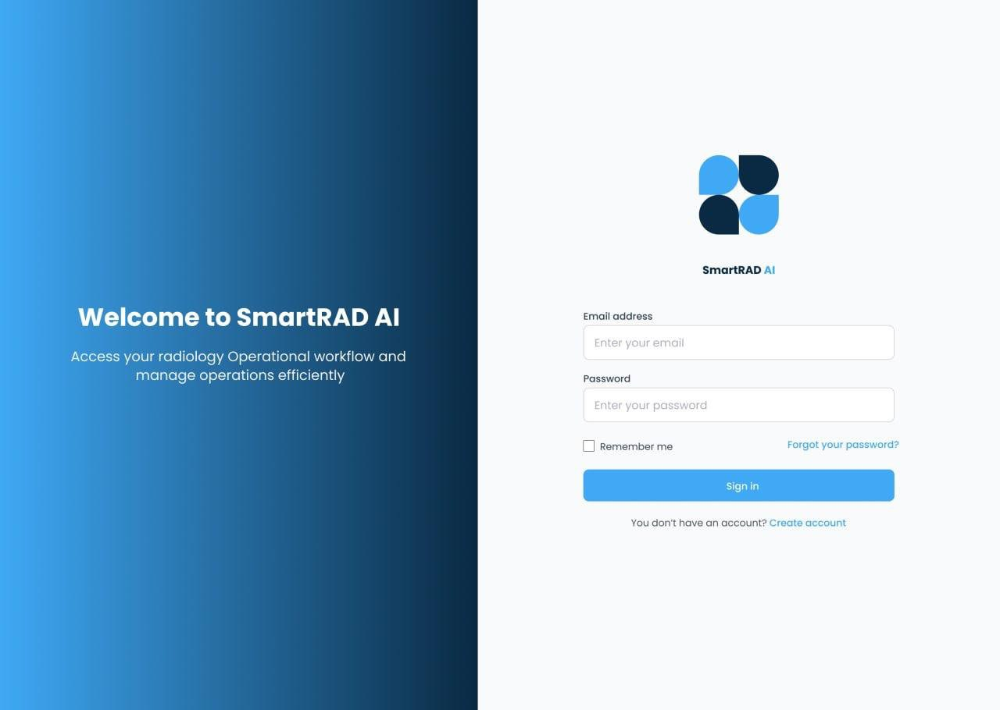 Welcome to SmartRAD AI
Access your radiology Operational workflow and
manage operations efficiently
SmartRAD AI
Email address
Enter your email
Password
Enter your password
Remember me
Forgot your password?
Sign in
You don't have an account? Create account